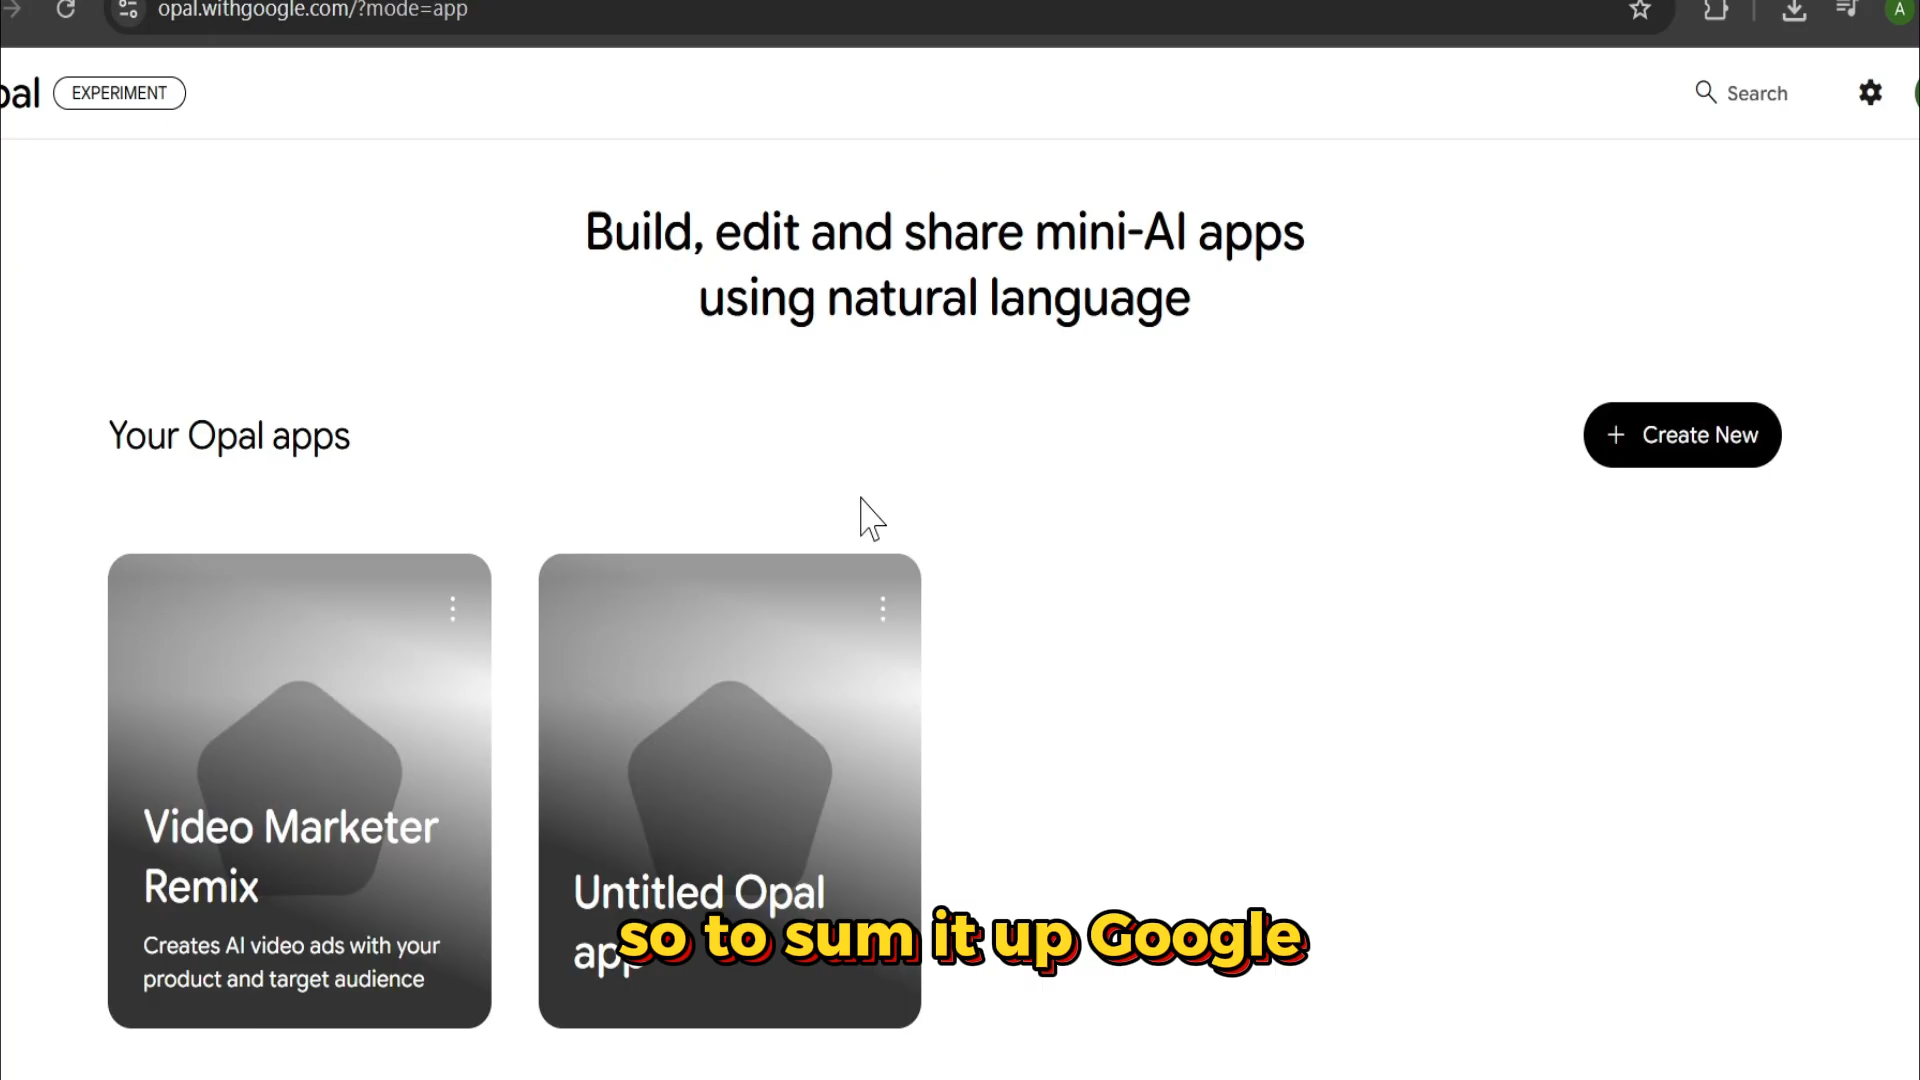 opal.withgoogle.com/?mode=app
A
pal EXPERIMENT
Search
Build, edit and share mini-AI apps
using natural language
Your Opal apps
+ Create New
Video Marketer
Remix
Creates AI video ads with your
product and target audience
Untitled Opal
app
so to sum it up Google